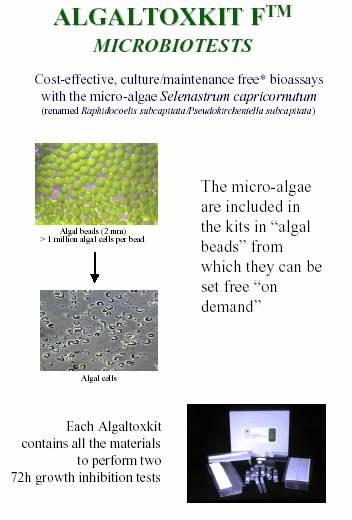 ALGALTOXKIT F™
MICROBIOTESTS
Cost-effective, culture/maintenance free* bioassays
with the micro-algae Selenastrum capricornutum
(renamed Raphidocelis subcapitata/Pseudokirchentella subcapitata)
Algal beads (2 mm)
> 1 million algal cells per bead
The micro-algae
are included in
the kits in “algal
beads” from
which they can be
set free “on
demand”
Algal cells
Each Algaltoxkit
contains all the materials
to perform two
72h growth inhibition tests